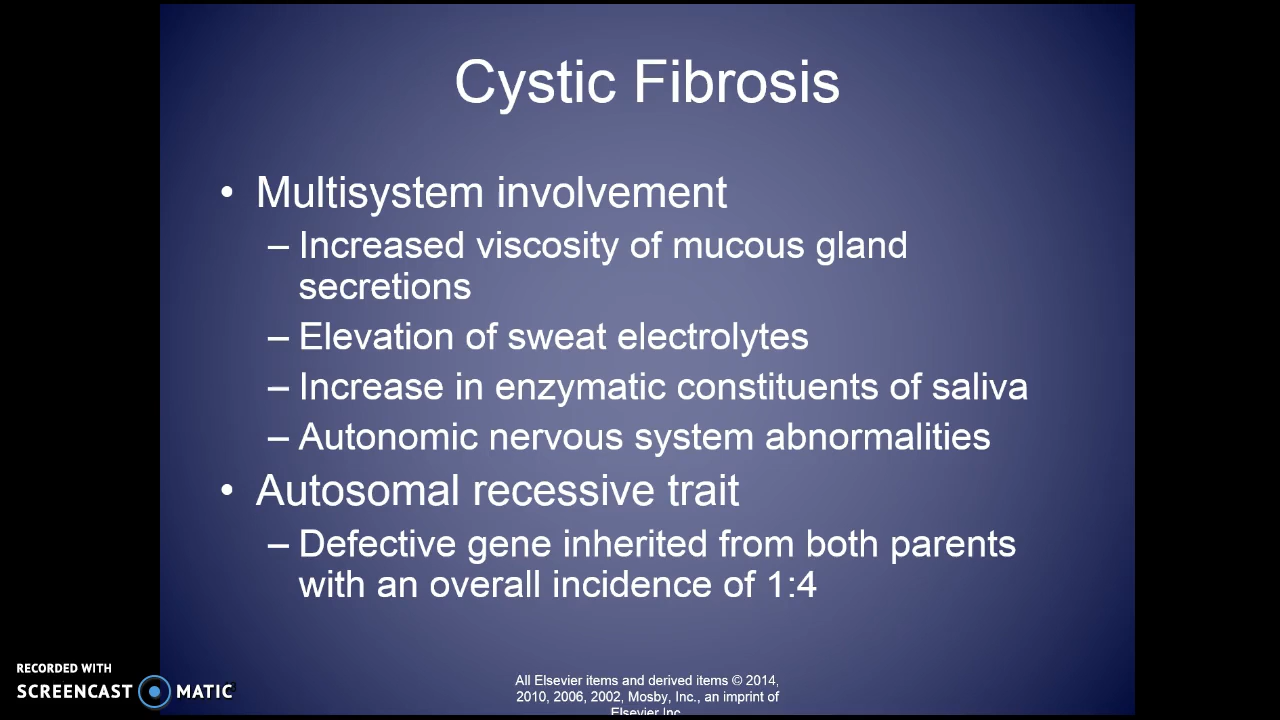 Cystic Fibrosis
• Multisystem involvement
– Increased viscosity of mucous gland
secretions
– Elevation of sweat electrolytes
– Increase in enzymatic constituents of saliva
– Autonomic nervous system abnormalities
• Autosomal recessive trait
– Defective gene inherited from both parents
with an overall incidence of 1:4
RECORDED WITH
SCREENCAST MATIC
All Elsevier items and derived items © 2014,
2010, 2006, 2002, Mosby, Inc., an imprint of
Elsevier Inc.